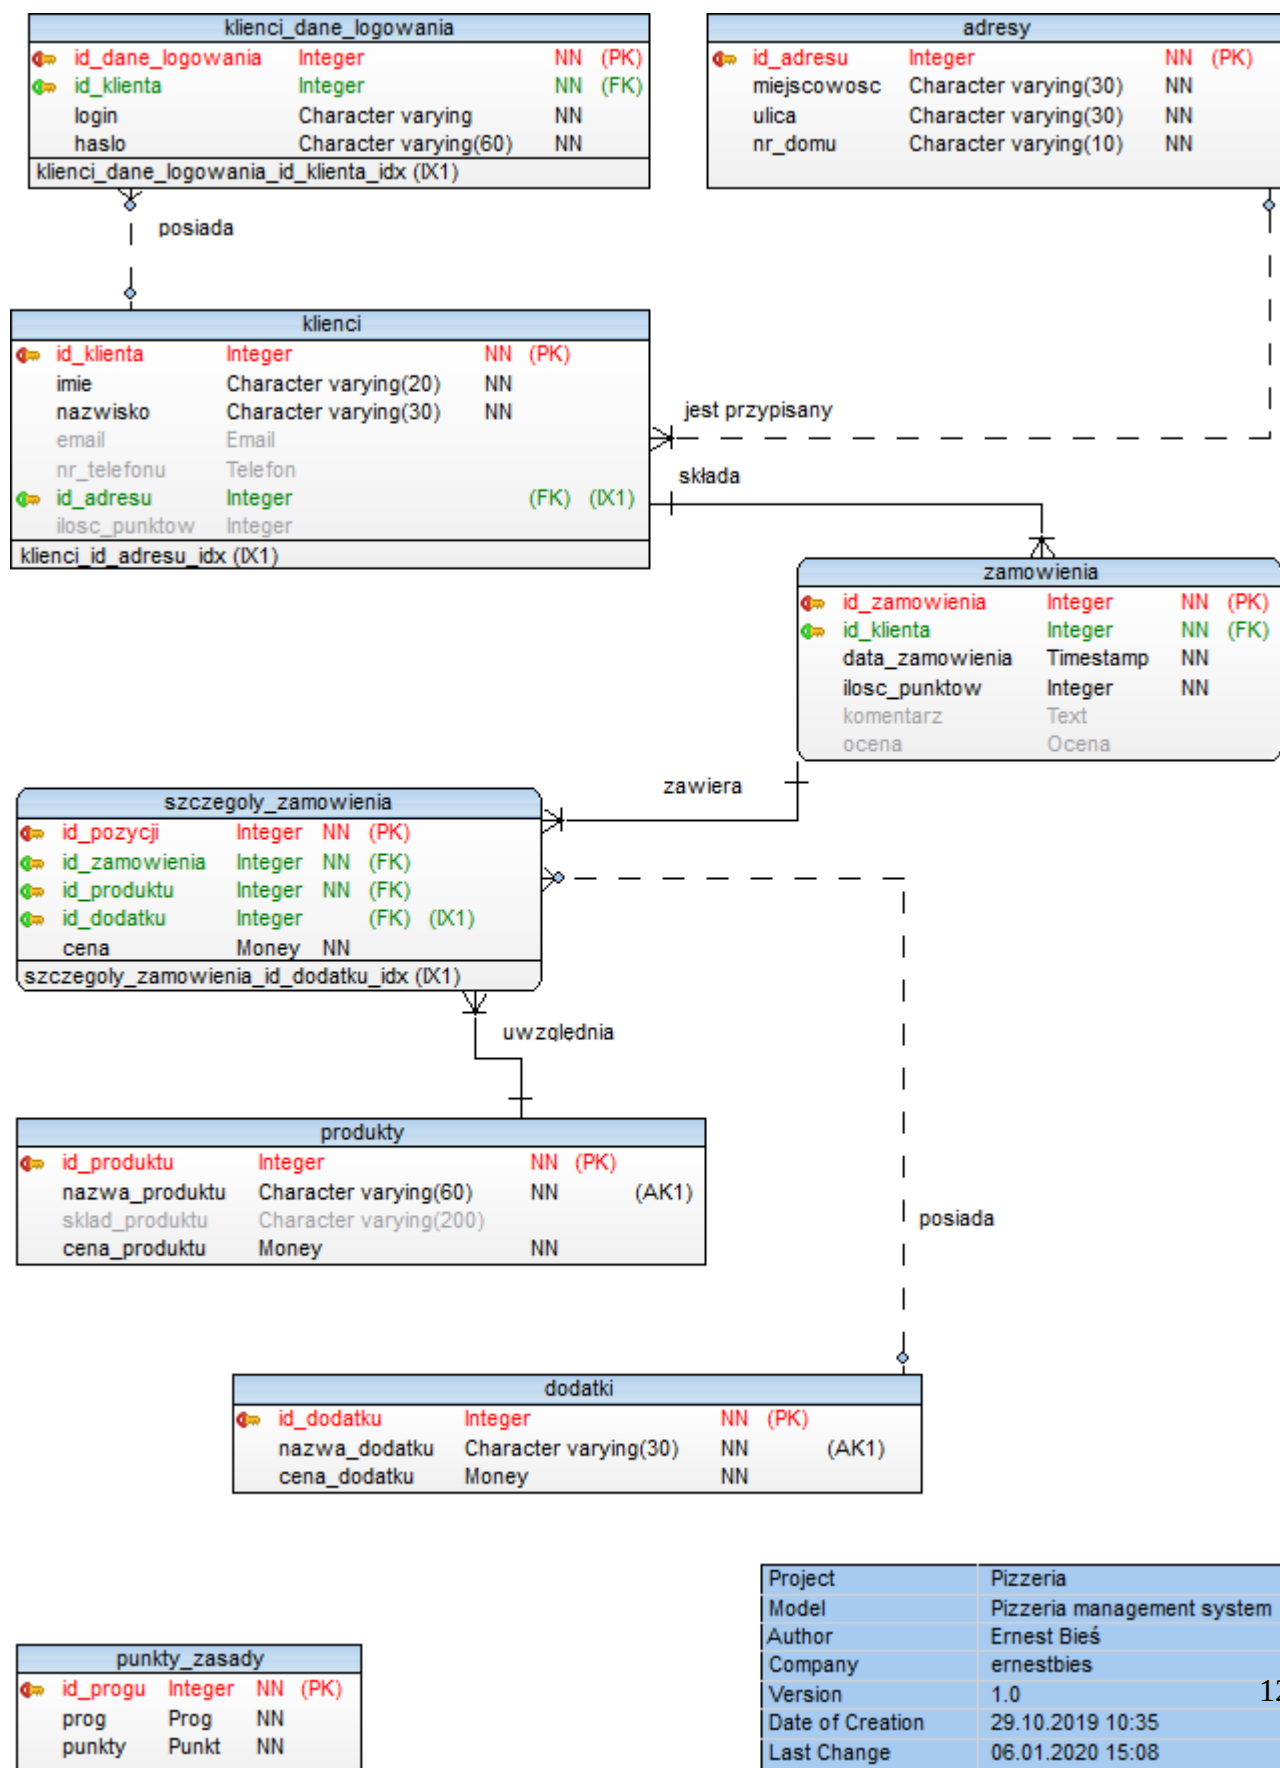 klienci_dane_logowania
id_dane_logowania Integer NN (PK)
id_klienta Integer NN (FK)
login Character varying NN
haslo Character varying(60) NN
klienci_dane_logowania_id_klienta_idx (IX1)
adresy
id_adresu Integer NN (PK)
miejscowosc Character varying(30) NN
ulica Character varying(30) NN
nr_domu Character varying(10) NN
posiada
klienci
id_klienta Integer NN (PK)
imie Character varying(20) NN
nazwisko Character varying(30) NN
email Email
nr_telefonu Telefon
id_adresu Integer (FK) (IX1)
ilosc_punktow Integer
klienci_id_adresu_idx (IX1)
jest przypisany
składa
zamowienia
id_zamowienia Integer NN (PK)
id_klienta Integer NN (FK)
data_zamowienia Timestamp NN
ilosc_punktow Integer NN
komentarz Text
ocena Ocena
zawiera
szczegoly_zamowienia
id_pozycji Integer NN (PK)
id_zamowienia Integer NN (FK)
id_produktu Integer NN (FK)
id_dodatku Integer (FK) (IX1)
cena Money NN
szczegoly_zamowienia_id_dodatku_idx (IX1)
uwzględnia
produkty
id_produktu Integer NN (PK)
nazwa_produktu Character varying(60) NN (AK1)
sklad_produktu Character varying(200)
cena_produktu Money NN
posiada
dodatki
id_dodatku Integer NN (PK)
nazwa_dodatku Character varying(30) NN (AK1)
cena_dodatku Money NN
punkty_zasady
id_progu Integer NN (PK)
prog Prog NN
punkty Punkt NN
Project Pizzeria
Model Pizzeria management system
Author Ernest Bieś
Company ernestbies
Version 1.0
Date of Creation 29.10.2019 10:35
Last Change 06.01.2020 15:08